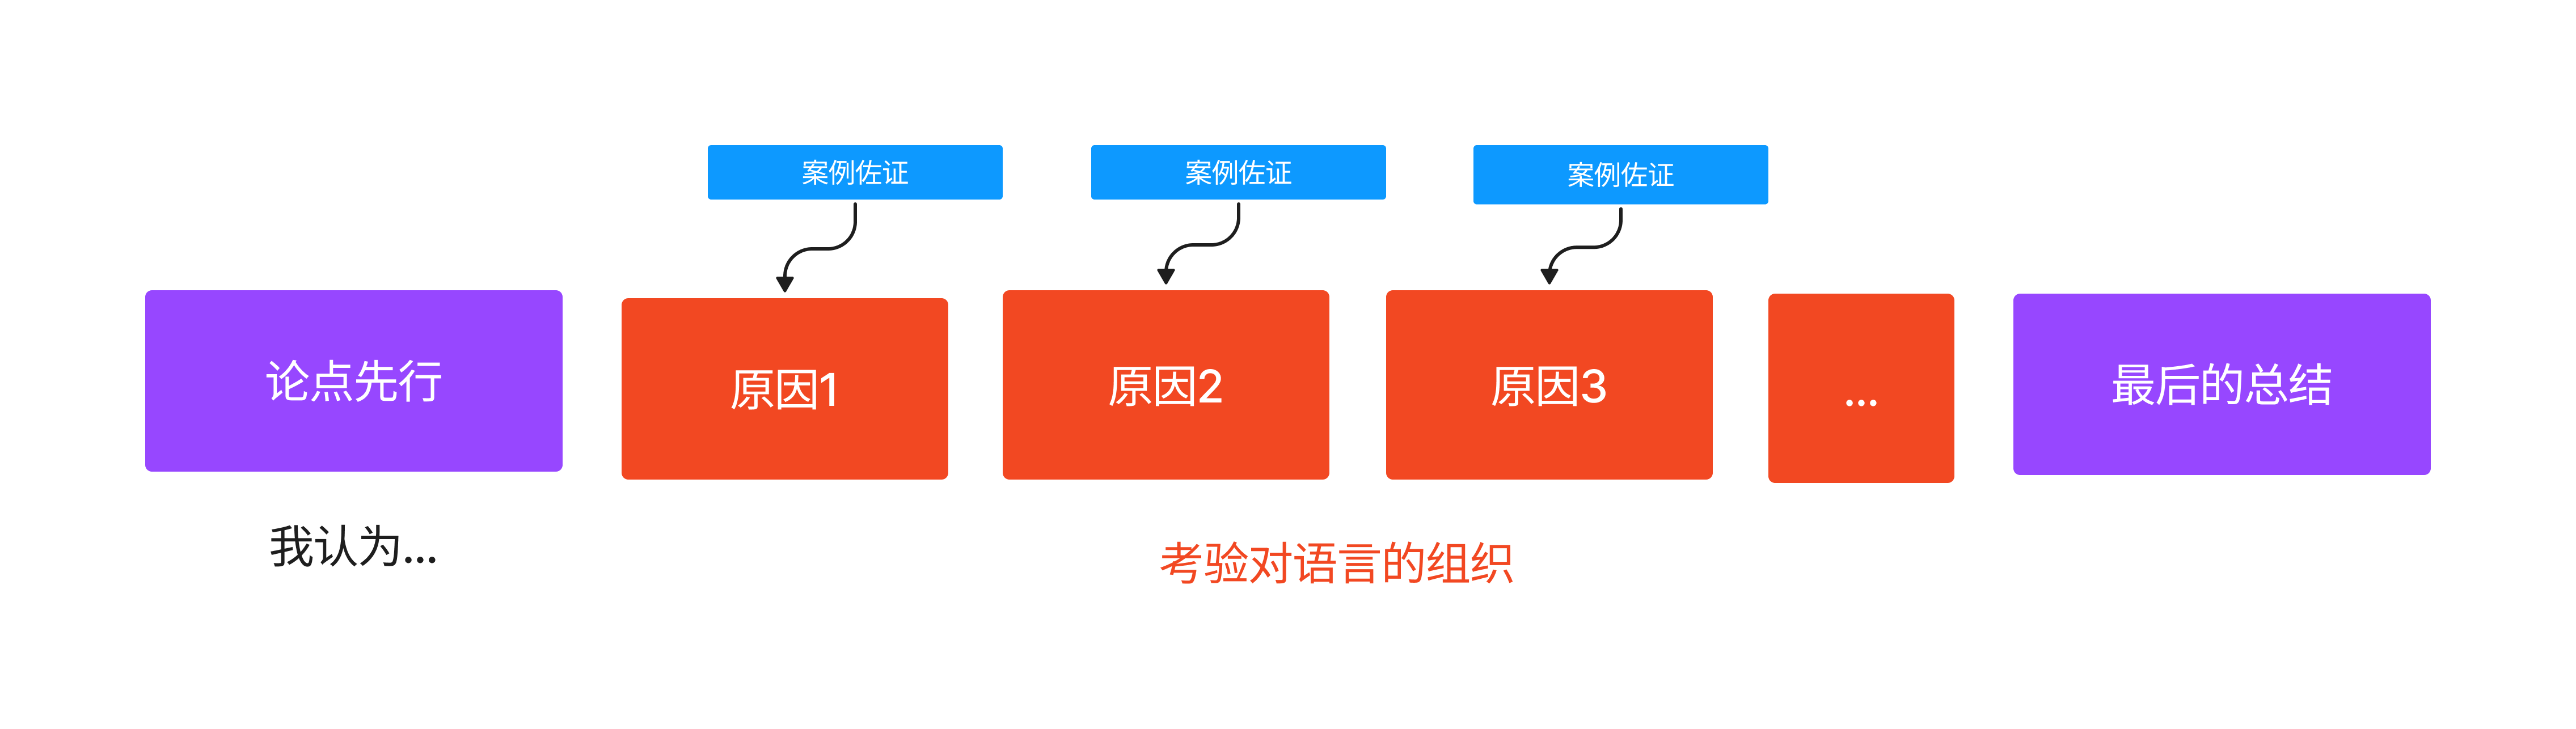 案例佐证
案例佐证
案例佐证
论点先行
原因1
原因2
原因3
...
最后的总结
我认为...
考验对语言的组织